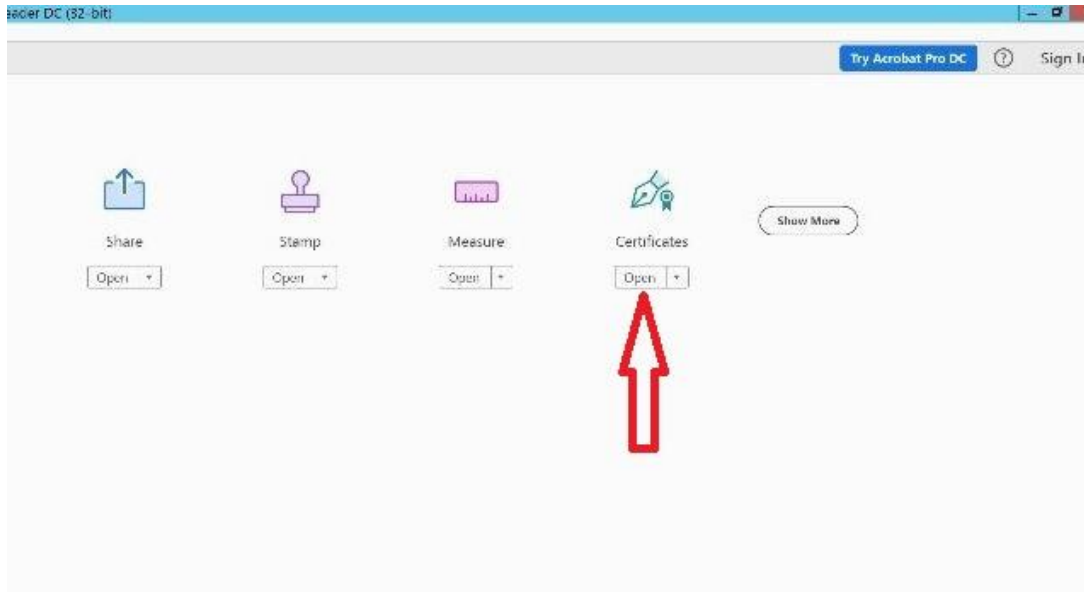 eader DC (32-bit)
Try Acrobat Pro DC
Sign I
Share
Stamp
Measure
Certificates
Show More
Open
Open
Open
Open